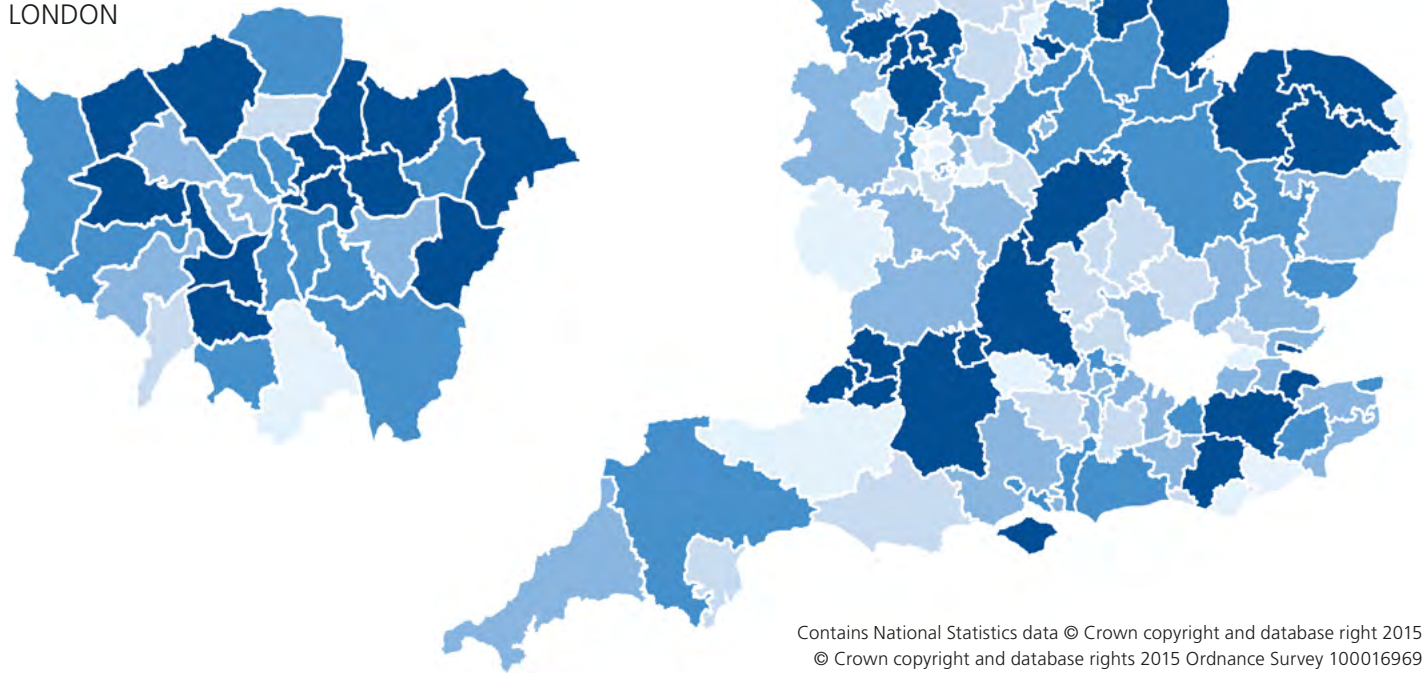 LONDON
Contains National Statistics data © Crown copyright and database right 2015
© Crown copyright and database rights 2015 Ordnance Survey 100016969